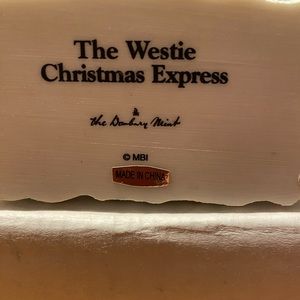 The Westie
Christmas Express
the Danbury Mint
© MBI
MADE IN CHINA